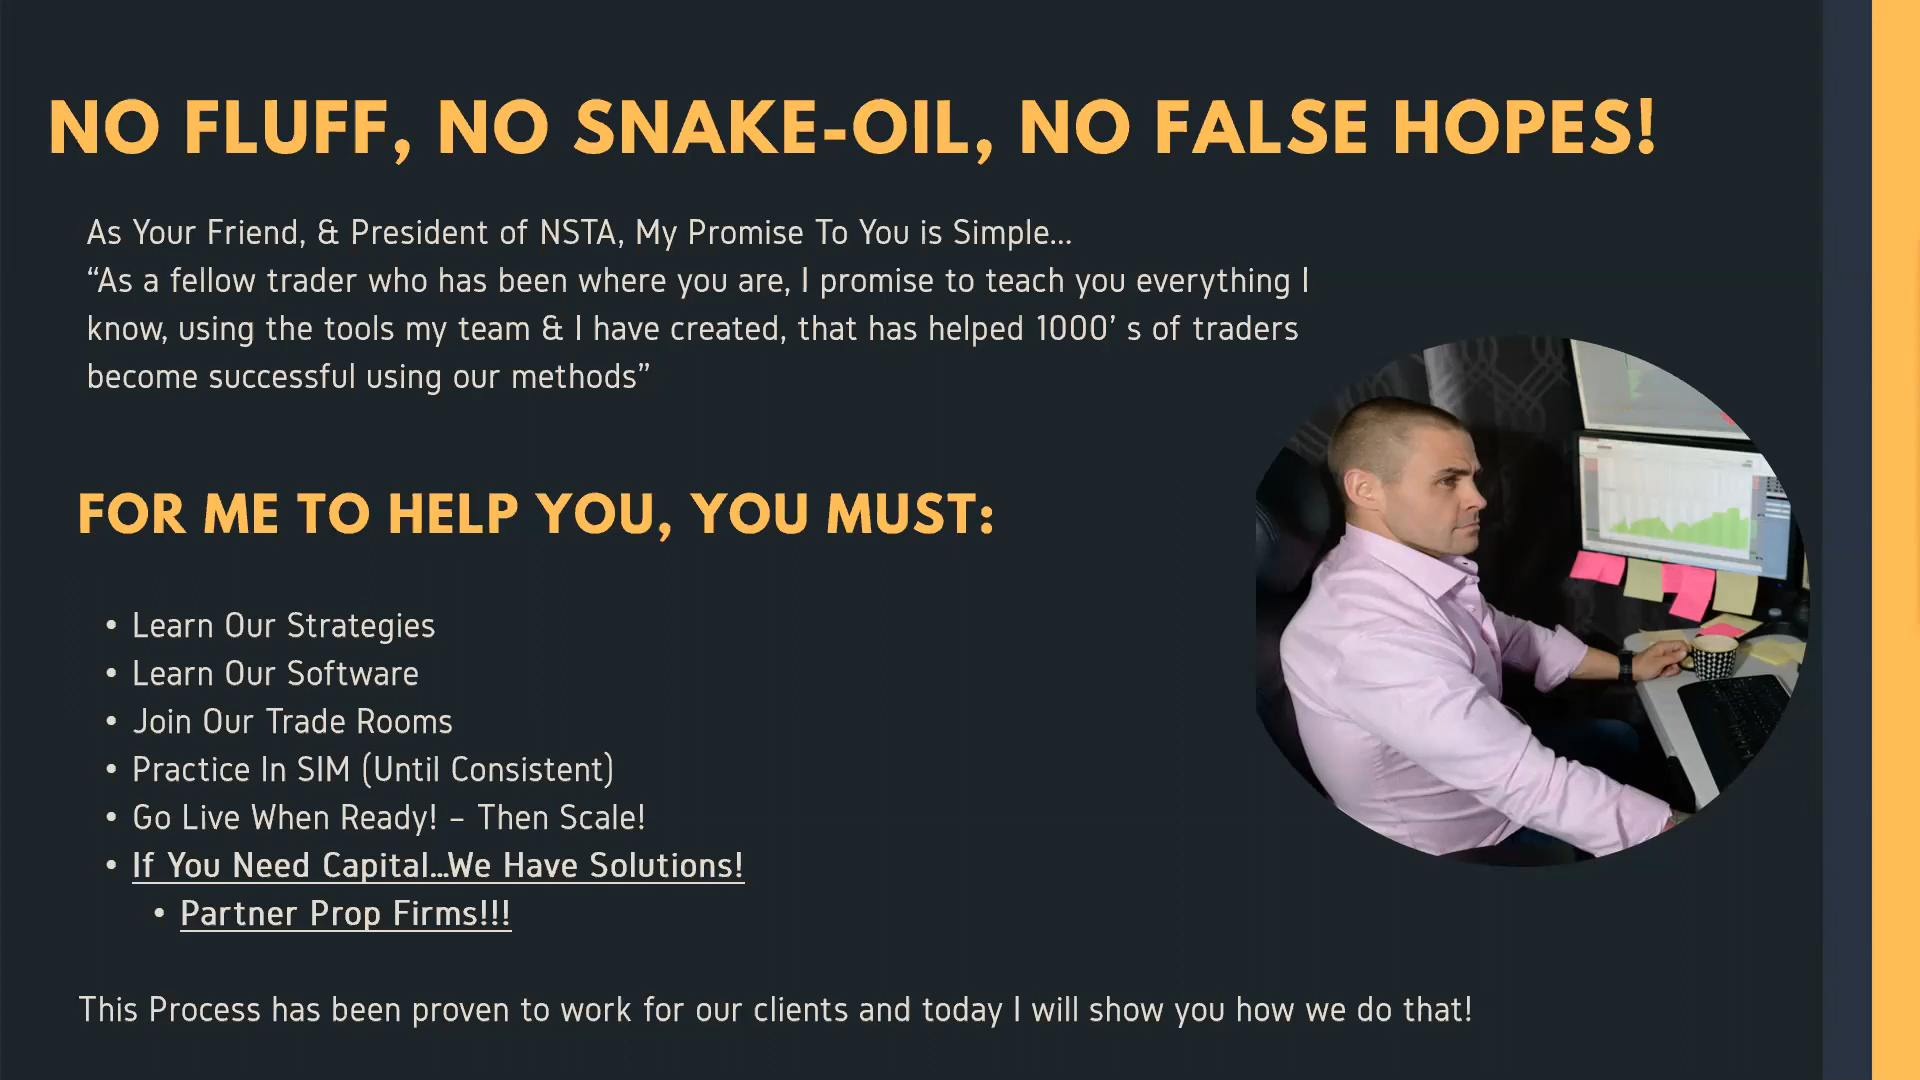 NO FLUFF, NO SNAKE-OIL, NO FALSE HOPES!
As Your Friend, & President of NSTA, My Promise To You is Simple...
“As a fellow trader who has been where you are, I promise to teach you everything I
know, using the tools my team & I have created, that has helped 1000’ s of traders
become successful using our methods”
FOR ME TO HELP YOU, YOU MUST:
• Learn Our Strategies
• Learn Our Software
• Join Our Trade Rooms
• Practice In SIM (Until Consistent)
• Go Live When Ready! – Then Scale!
• If You Need Capital...We Have Solutions!
• Partner Prop Firms!!!
This Process has been proven to work for our clients and today I will show you how we do that!